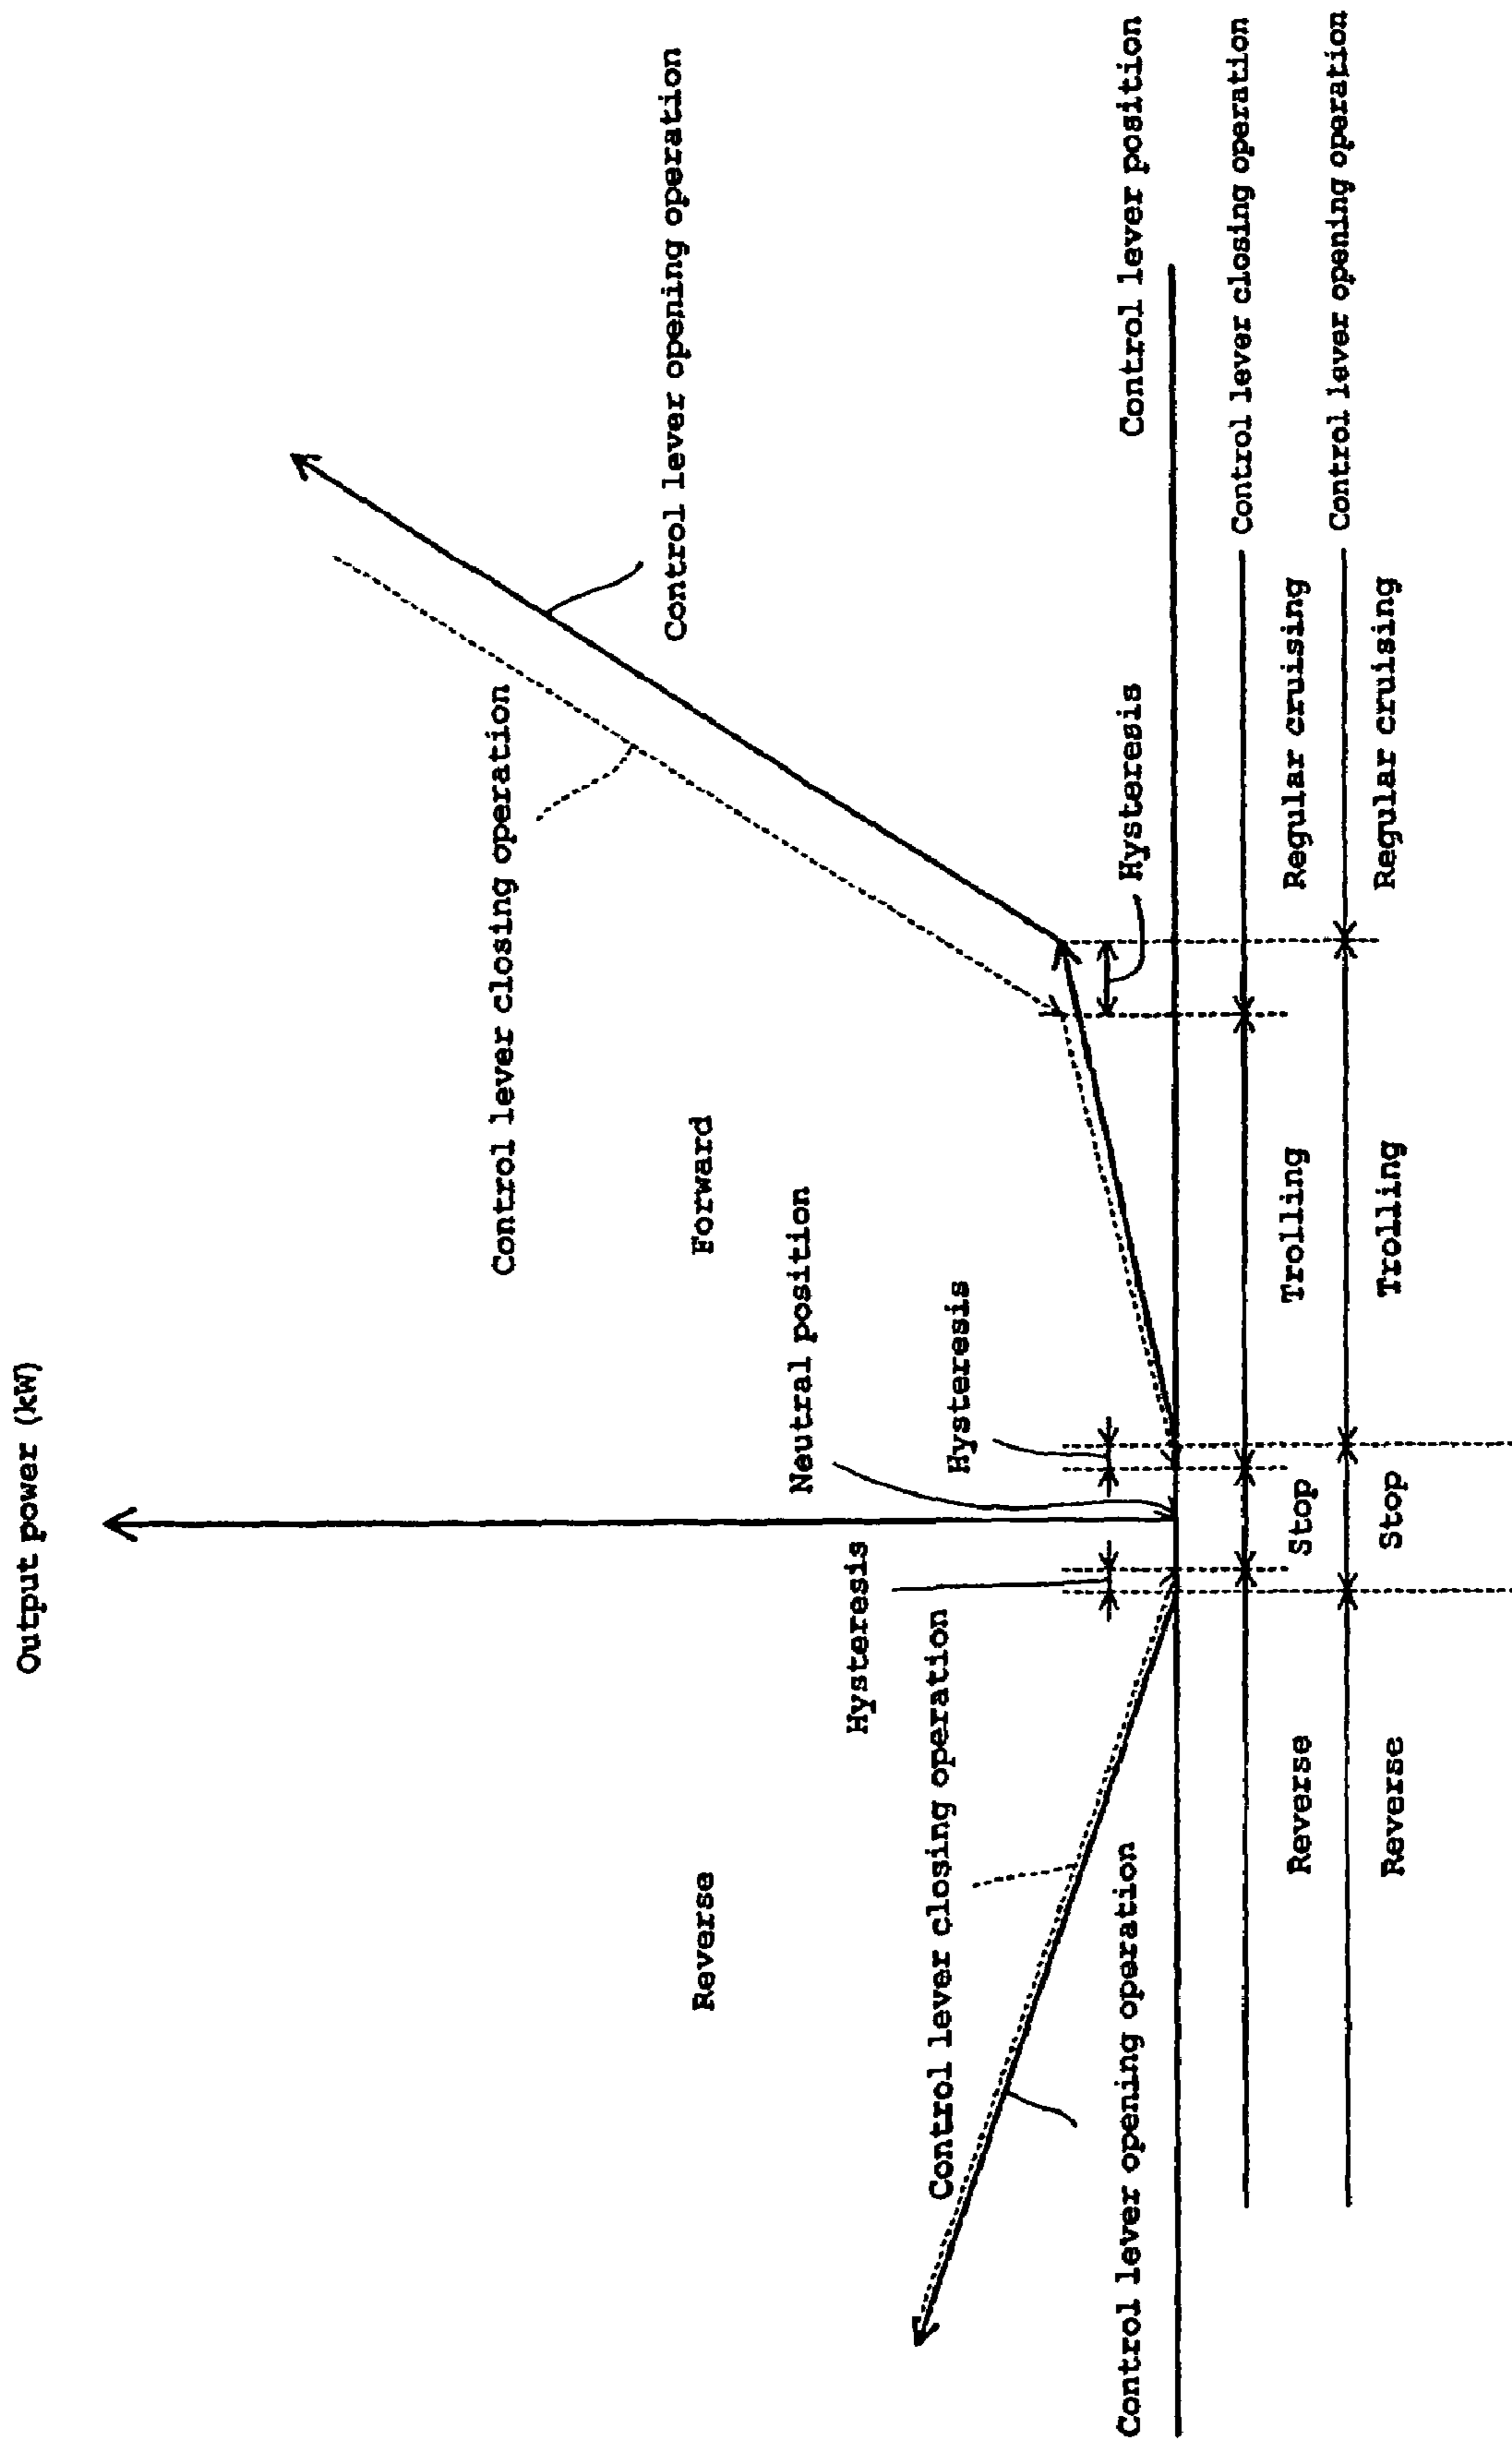 Output power (kW)
Control lever opening operation
Control lever closing operation
Reverse
Forward
Neutral position
Hysteresis
Control lever closing operation
Hysteresis
Control lever opening operation
Hysteresis
Control lever position
Control lever closing operation
Reverse
Stop
Trolling
Regular cruising
Control lever opening operation
Reverse
Stop
Trolling
Regular cruising